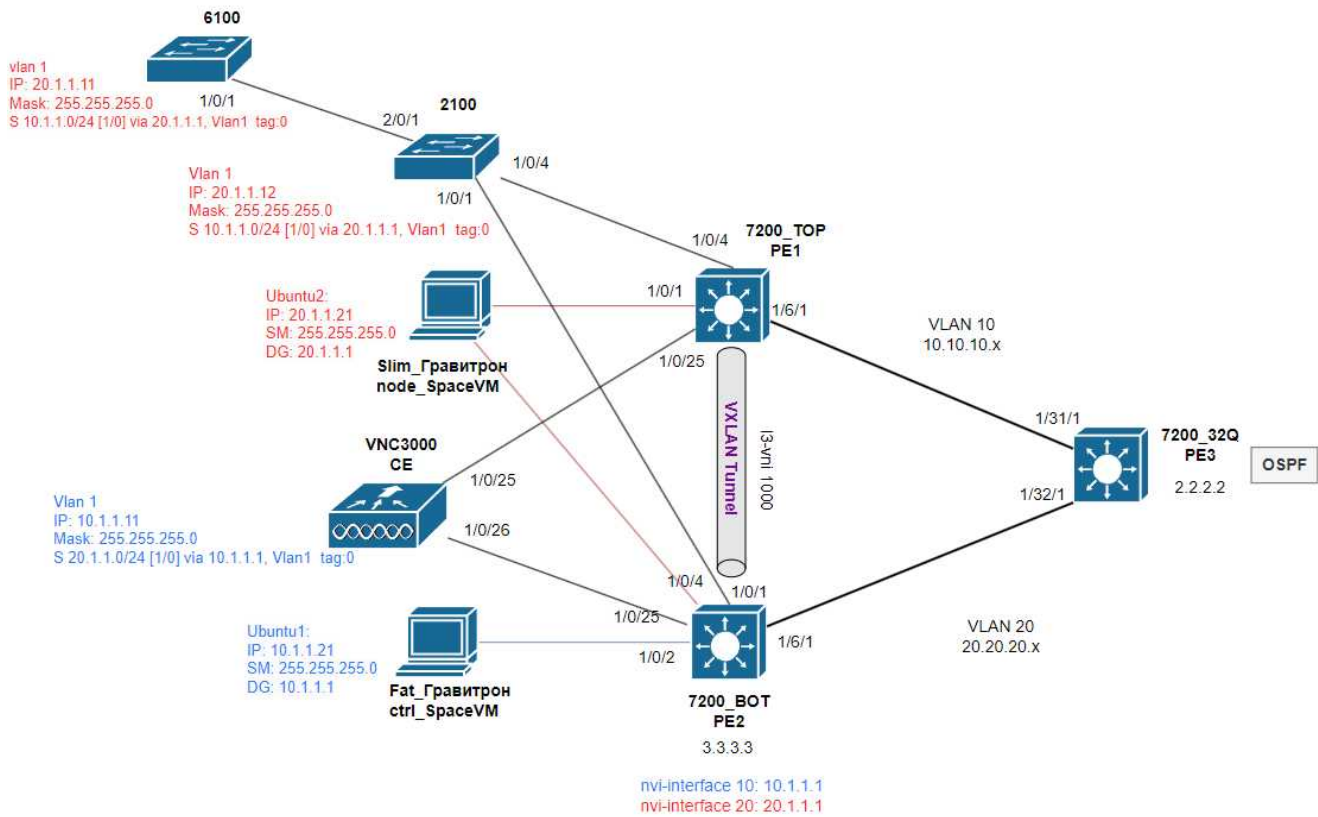 6100
vlan 1
IP: 20.1.1.11
Mask: 255.255.255.0
S 10.1.1.0/24 [1/0] via 20.1.1.1, Vlan1 tag:0
1/0/1
2100
2/0/1
1/0/4
1/0/1
Vlan 1
IP: 20.1.1.12
Mask: 255.255.255.0
S 10.1.1.0/24 [1/0] via 20.1.1.1, Vlan1 tag:0
7200_TOP
PE1
1/0/4
1/0/1
1/6/1
1/0/25
Ubuntu2:
IP: 20.1.1.21
SM: 255.255.255.0
DG: 20.1.1.1
Slim_Гравитрон
node_SpaceVM
VLAN 10
10.10.10.x
VXLAN Tunnel
l3-vni 1000
1/31/1
7200_32Q
PE3
2.2.2.2
OSPF
1/32/1
VNC3000
CE
1/0/25
1/0/26
Vlan 1
IP: 10.1.1.11
Mask: 255.255.255.0
S 20.1.1.0/24 [1/0] via 10.1.1.1, Vlan1 tag:0
1/0/4
1/0/1
1/0/25
1/0/2
1/6/1
VLAN 20
20.20.20.x
Ubuntu1:
IP: 10.1.1.21
SM: 255.255.255.0
DG: 10.1.1.1
Fat_Гравитрон
ctrl_SpaceVM
7200_BOT
PE2
3.3.3.3
nvi-interface 10: 10.1.1.1
nvi-interface 20: 20.1.1.1